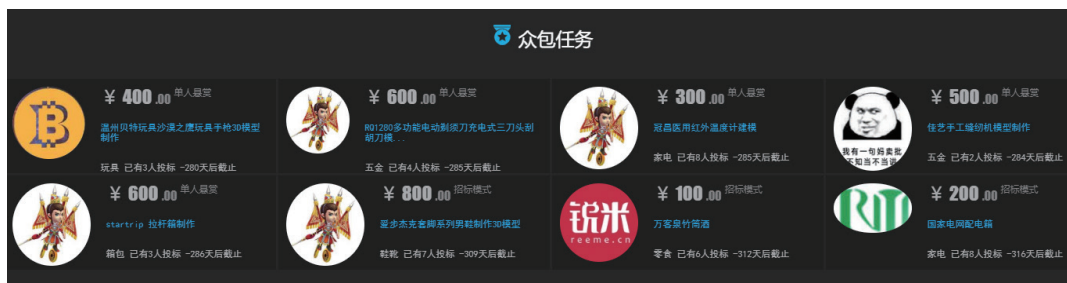 众包任务
¥ 400.00 单人悬赏
温州贝特玩具沙漠之鹰玩具手枪3D模型
制作
玩具 已有3人投标 -280天后截止
¥ 600.00 单人悬赏
RQ1280多功能电动剃须刀充电式三刀头刮
胡刀模...
五金 已有4人投标 -285天后截止
¥ 300.00 单人悬赏
冠昌医用红外温度计建模
家电 已有8人投标 -285天后截止
我有一句妈卖批
不知当不当讲
¥ 500.00 单人悬赏
佳艺手工缝纫机模型制作
五金 已有2人投标 -284天后截止
¥ 600.00 单人悬赏
startrip 拉杆箱制作
箱包 已有3人投标 -286天后截止
¥ 800.00 招标模式
爱步杰克套脚系列男鞋制作3D模型
鞋靴 已有7人投标 -309天后截止
锐米
reeme.cn
¥ 100.00 招标模式
万客泉竹筒酒
零食 已有6人投标 -312天后截止
¥ 200.00 招标模式
国家电网配电箱
家电 已有8人投标 -316天后截止